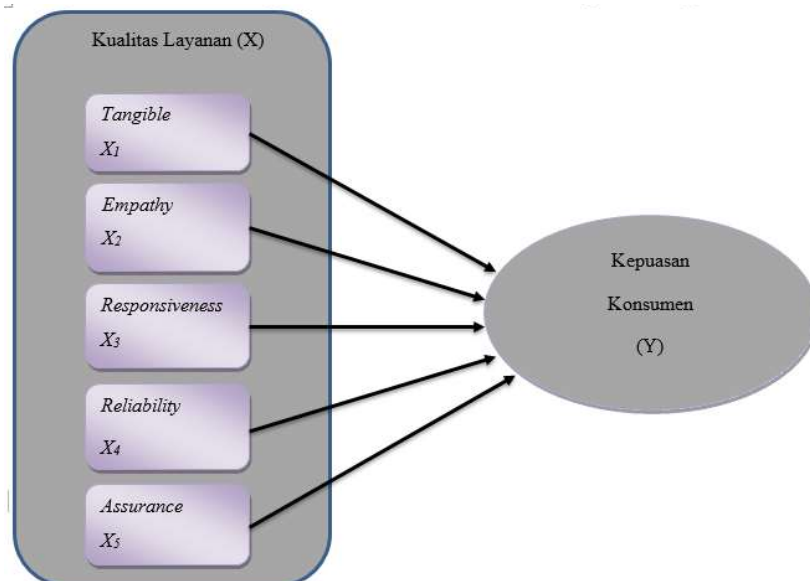 Kualitas Layanan (X)
Tangible
X1
Empathy
X2
Responsiveness
X3
Reliability
X4
Assurance
X5
Kepuasan
Konsumen
(Y)